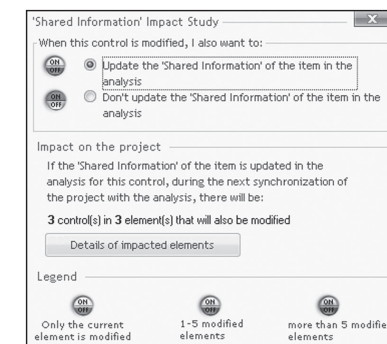 'Shared Information' Impact Study
X
When this control is modified, I also want to:
ON
OFF
Update the 'Shared Information' of the item in the
analysis
ON
OFF
Don't update the 'Shared Information' of the item in the
analysis
Impact on the project
If the 'Shared Information' of the item is updated in the
analysis for this control, during the next synchronization of
the project with the analysis, there will be:
3 control(s) in 3 element(s) that will also be modified
Details of impacted elements
Legend
ON
OFF
ON
OFF
ON
OFF
Only the current
element is modified
1-5 modified
elements
more than 5 modifie
elements